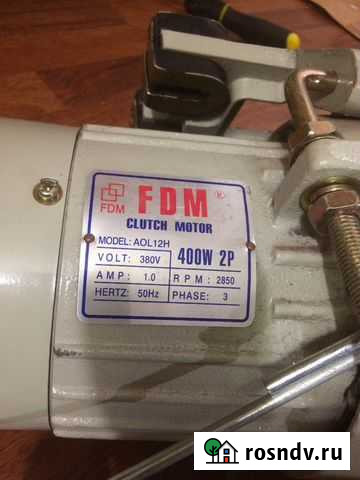 FDM
FDM ®
CLUTCH MOTOR
MODEL: AOL12H
VOLT: 380V 400W 2P
AMP: 1.0 RPM: 2850
HERTZ: 50Hz PHASE: 3
rosndv.ru